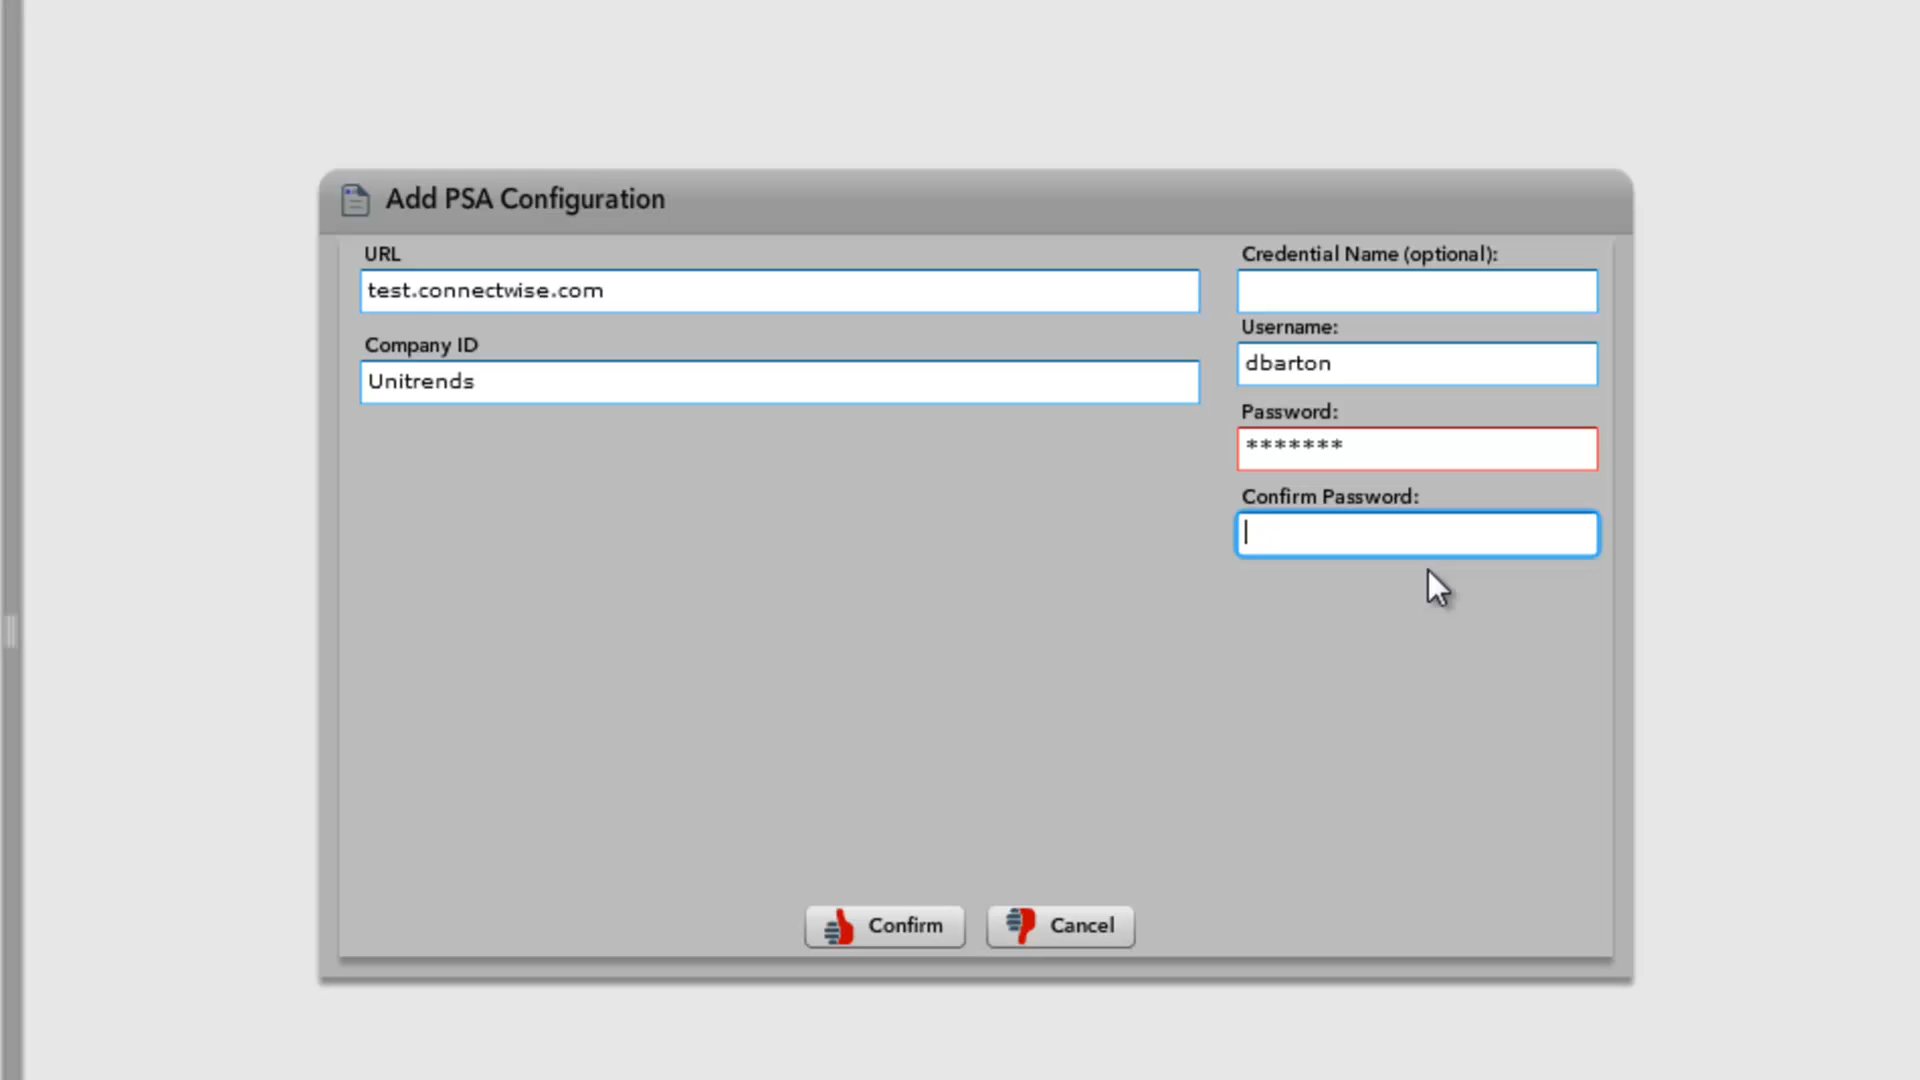 Add PSA Configuration
URL
test.connectwise.com
Company ID
Unitrends
Credential Name (optional):
Username:
dbarton
Password:
*******
Confirm Password:
Confirm
Cancel